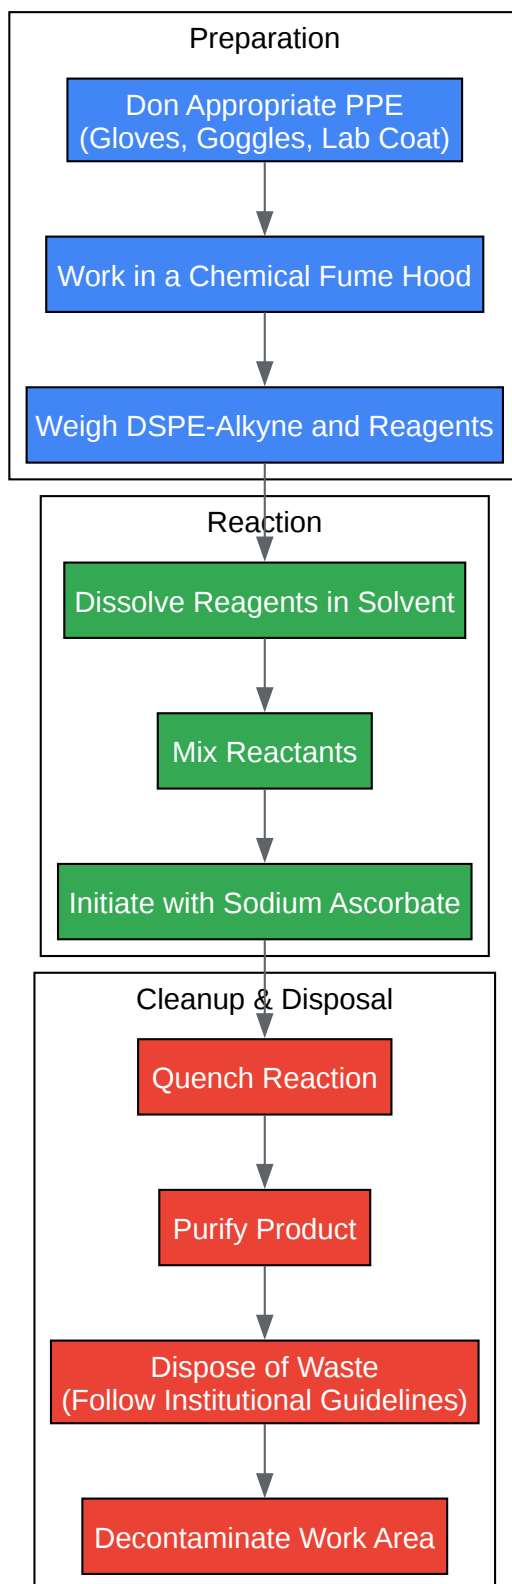 Preparation
Don Appropriate PPE
(Gloves, Goggles, Lab Coat)
Work in a Chemical Fume Hood
Weigh DSPE-Alkyne and Reagents
Reaction
Dissolve Reagents in Solvent
Mix Reactants
Initiate with Sodium Ascorbate
Cleanup & Disposal
Quench Reaction
Purify Product
Dispose of Waste
(Follow Institutional Guidelines)
Decontaminate Work Area